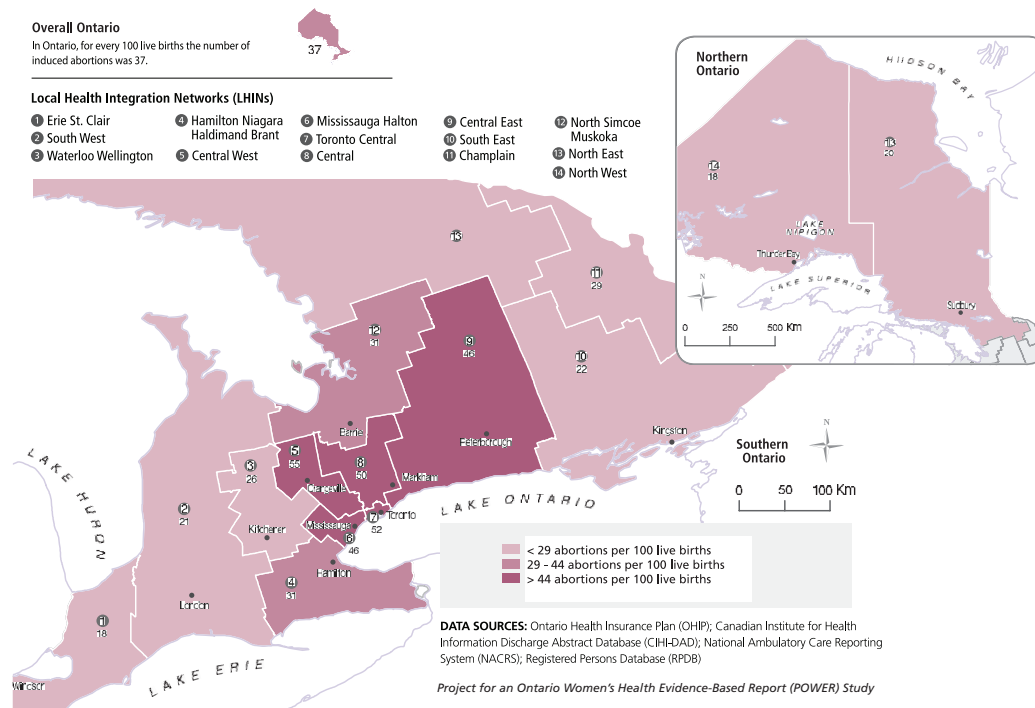 Overall Ontario
In Ontario, for every 100 live births the number of
induced abortions was 37.
37
Local Health Integration Networks (LHINs)
1 Erie St. Clair
2 South West
3 Waterloo Wellington
4 Hamilton Niagara
Haldimand Brant
5 Central West
6 Mississauga Halton
7 Toronto Central
8 Central
9 Central East
10 South East
11 Champlain
12 North Simcoe
Muskoka
13 North East
14 North West
Northern
Ontario
HUDSON BAY
13
20
14
18
LAKE
NIPIGON
Thunder Bay
LAKE SUPERIOR
Sudbury
N
0 250 500 Km
13
11
29
12
31
9
46
10
22
Barrie
Peterborough
Kingston
N
Southern
Ontario
0 50 100 Km
LAKE HURON
5
55
8
50
3
26
Orangeville
Markham
LAKE ONTARIO
2
21
Toronto
7
52
Mississauga
6
46
Kitchener
Hamilton
4
31
London
1
18
LAKE ERIE
Windsor
< 29 abortions per 100 live births
29 – 44 abortions per 100 live births
> 44 abortions per 100 live births
DATA SOURCES: Ontario Health Insurance Plan (OHIP); Canadian Institute for Health
Information Discharge Abstract Database (CIHI-DAD); National Ambulatory Care Reporting
System (NACRS); Registered Persons Database (RPDB)
Project for an Ontario Women's Health Evidence-Based Report (POWER) Study